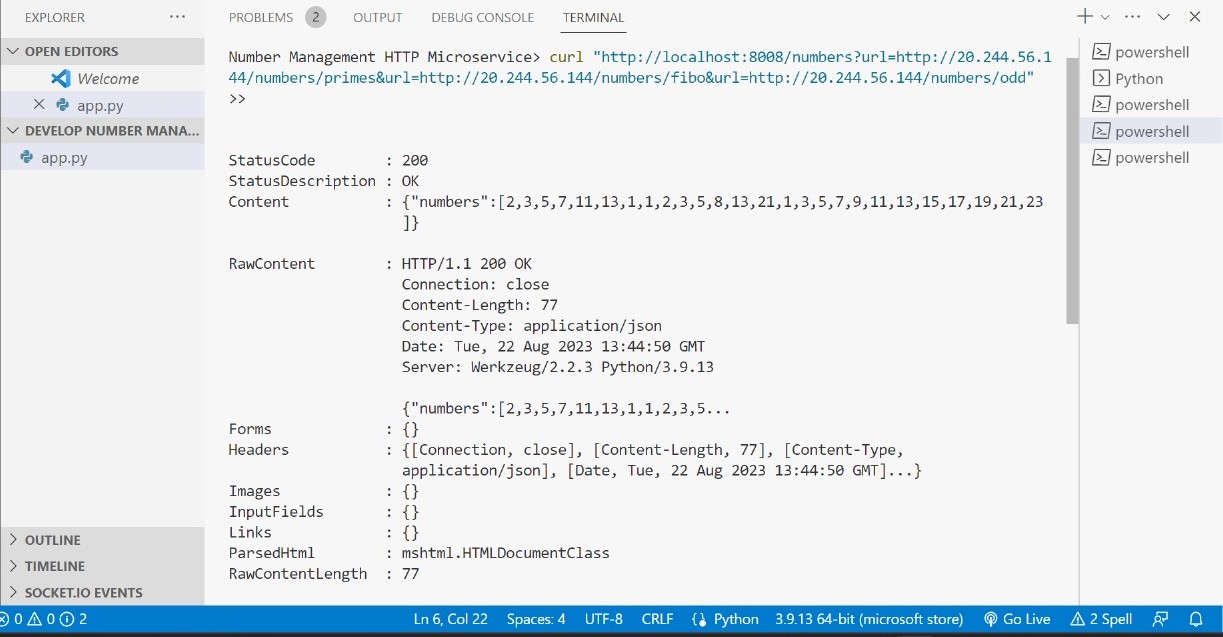 EXPLORER
OPEN EDITORS
Welcome
app.py
DEVELOP NUMBER MANA...
app.py
OUTLINE
TIMELINE
SOCKET.IO EVENTS
PROBLEMS 2 OUTPUT DEBUG CONSOLE TERMINAL
Number Management HTTP Microservice> curl "http://localhost:8008/numbers?url=http://20.244.56.1
44/numbers/primes&url=http://20.244.56.144/numbers/fibo&url=http://20.244.56.144/numbers/odd"
>>
StatusCode : 200
StatusDescription : OK
Content : {"numbers":[2,3,5,7,11,13,1,1,2,3,5,8,13,21,1,3,5,7,9,11,13,15,17,19,21,23
]}
RawContent : HTTP/1.1 200 OK
Connection: close
Content-Length: 77
Content-Type: application/json
Date: Tue, 22 Aug 2023 13:44:50 GMT
Server: Werkzeug/2.2.3 Python/3.9.13
{"numbers":[2,3,5,7,11,13,1,1,2,3,5...
Forms : {}
Headers : {[Connection, close], [Content-Length, 77], [Content-Type,
application/json], [Date, Tue, 22 Aug 2023 13:44:50 GMT]...}
Images : {}
InputFields : {}
Links : {}
ParsedHtml : mshtml.HTMLDocumentClass
RawContentLength : 77
powershell
Python
powershell
powershell
powershell
0 0 2 Ln 6, Col 22 Spaces: 4 UTF-8 CRLF Python 3.9.13 64-bit (microsoft store) Go Live 2 Spell